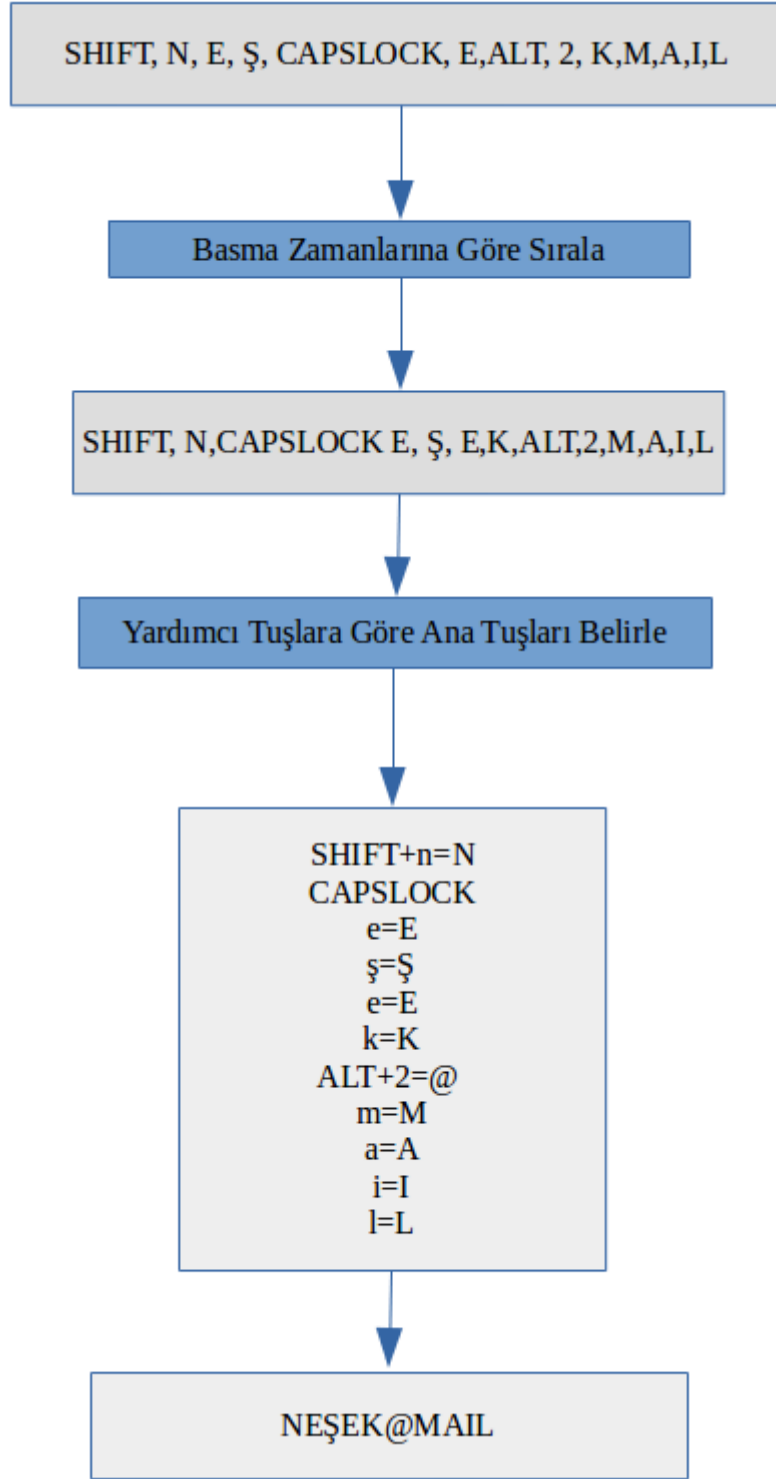 SHIFT, N, E, Ş, CAPSLOCK, E,ALT, 2, K,M,A,I,L
Basma Zamanlarına Göre Sırala
SHIFT, N,CAPSLOCK E, Ş, E,K,ALT,2,M,A,I,L
Yardımcı Tuşlara Göre Ana Tuşları Belirle
SHIFT+n=N
CAPSLOCK
e=E
ş=Ş
e=E
k=K
ALT+2=@
m=M
a=A
i=I
l=L
NEŞEK@MAIL